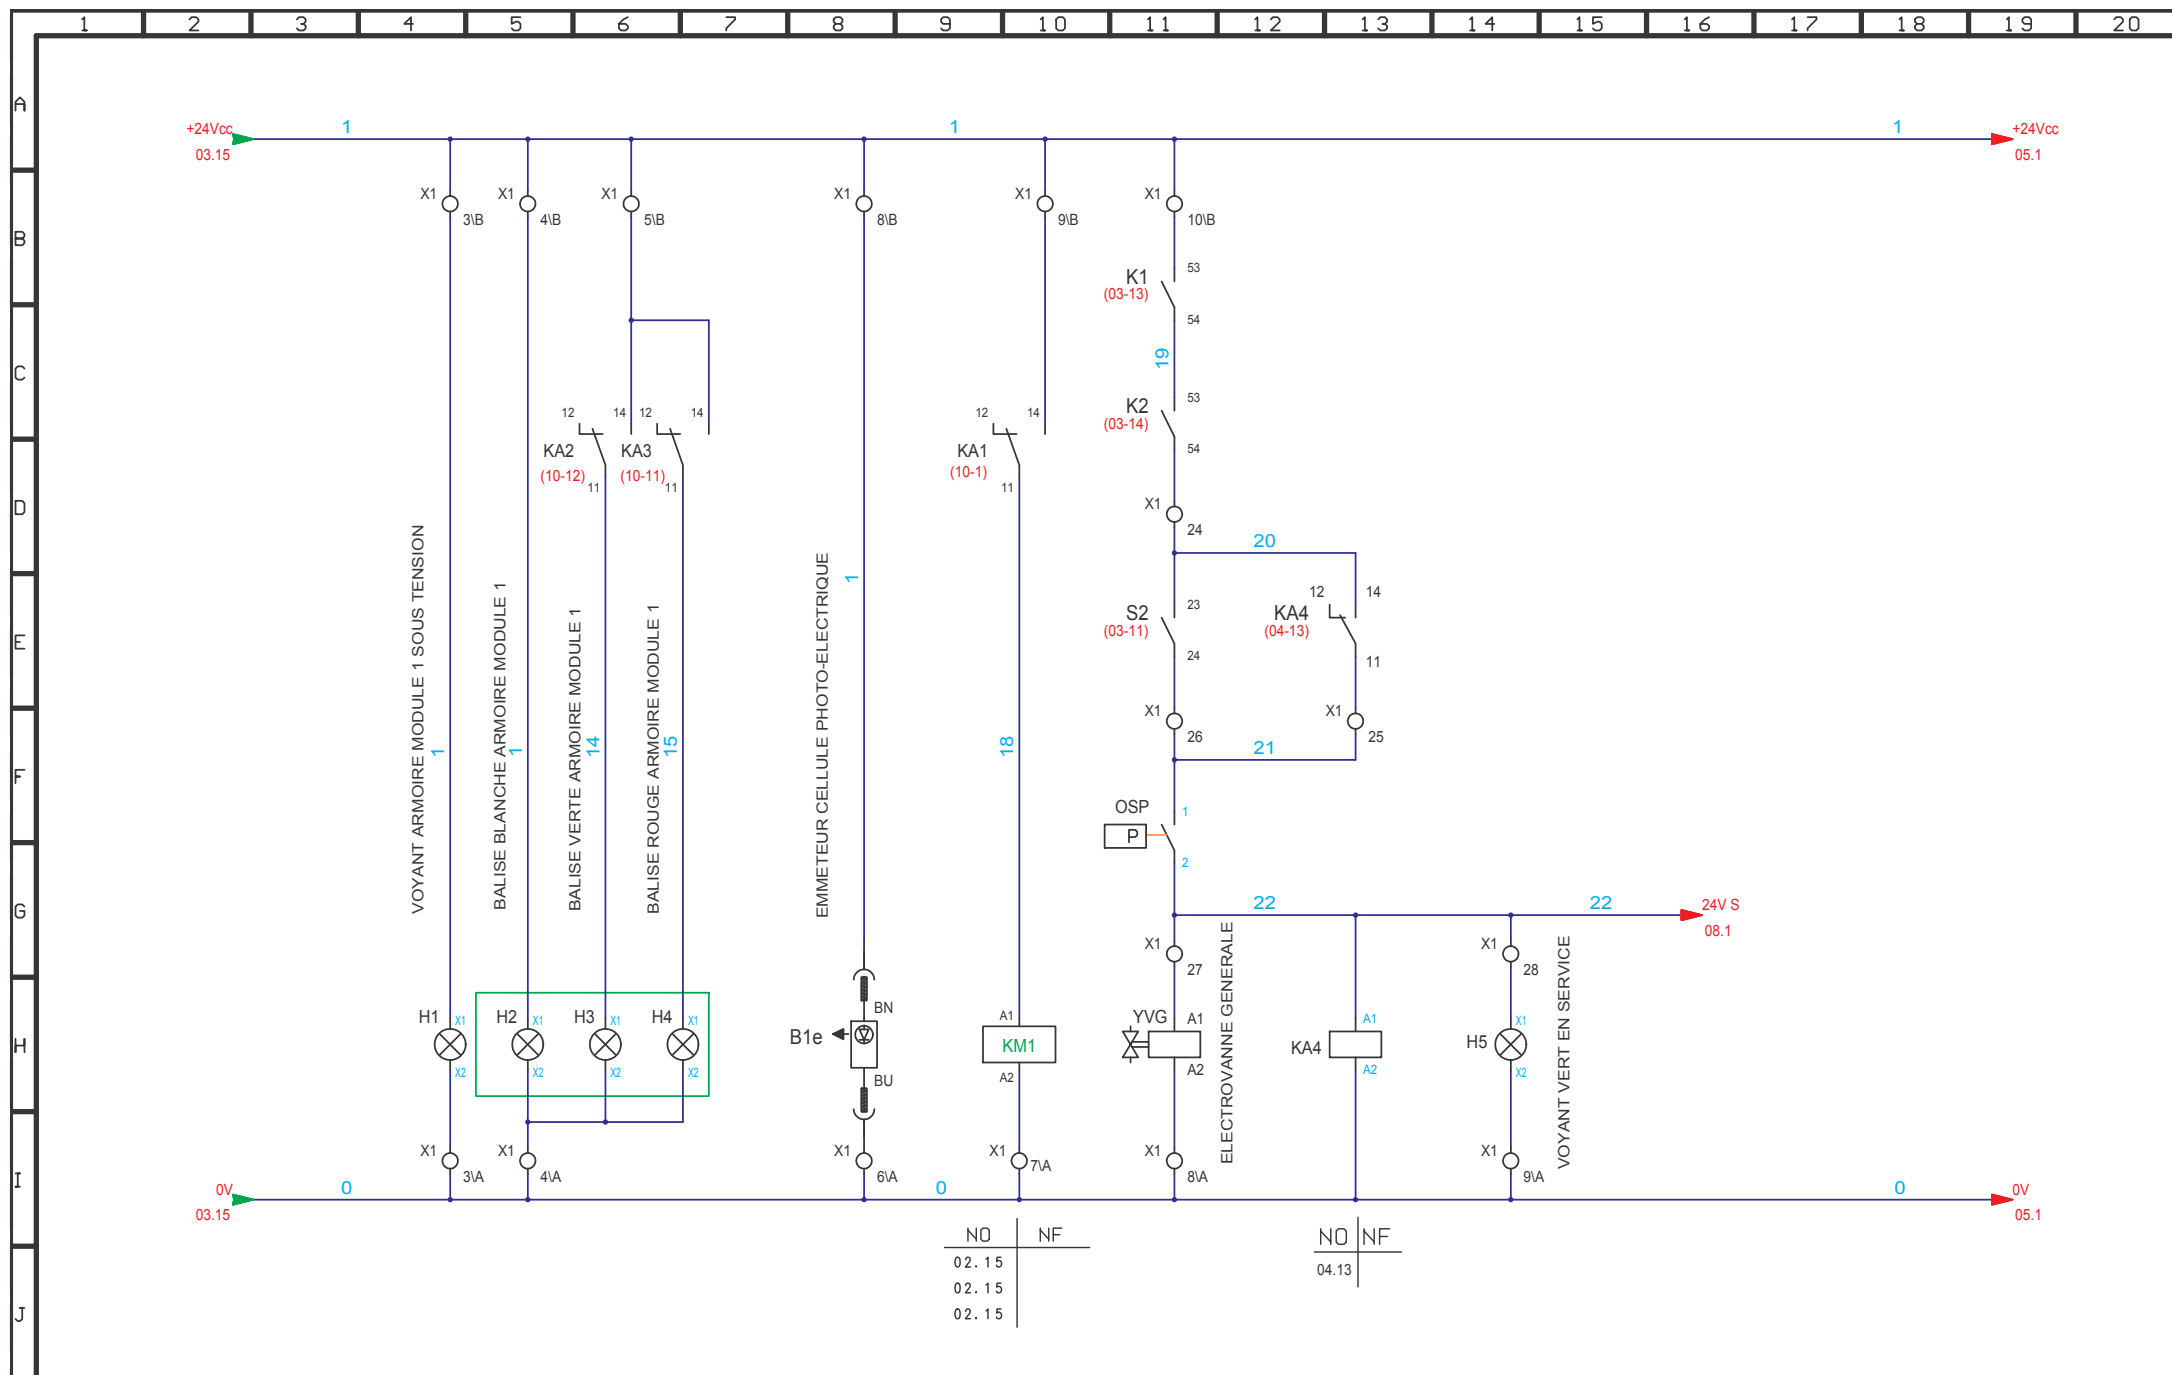 1 2 3 4 5 6 7 8 9 10 11 12 13 14 15 16 17 18 19 20
A
+24Vcc 1 1 1 +24Vcc
03.15 05.1
X1 X1 X1 X1 X1 X1
3\B 4\B 5\B 8\B 9\B 10\B
B
53
K1
(03-13)
54
19
C
12 14 12 14 12 14
53
K2
(03-14)
54
KA2 KA3 KA1
(10-12) (10-11) (10-1)
11 11 11
D
X1
24
20
VOYANT ARMOIRE MODULE 1 SOUS TENSION
BALISE BLANCHE ARMOIRE MODULE 1
BALISE VERTE ARMOIRE MODULE 1
BALISE ROUGE ARMOIRE MODULE 1
EMMETEUR CELLULE PHOTO-ELECTRIQUE
1
12 14
23
S2 KA4
(03-11) (04-13)
24 11
E
X1 X1
26 25
1 1 14 15 18 21
F
OSP 1
P
2
G
22 22 24V S
08.1
X1 X1
27 28
ELECTROVANNE GENERALE
VOYANT VERT EN SERVICE
H
H1 X1 H2 X1 H3 X1 H4 X1
X2 X2 X2 X2
BN
B1e
BU
A1
KM1
A2
YVG A1
A2
A1
KA4
A2
H5 X1
X2
X1 X1 X1 X1 X1 X1
3\A 4\A 6\A 7\A 8\A 9\A
I
0V 0 0 0 0V
03.15 05.1
NO NF
02.15
02.15
02.15
NO NF
04.13
J